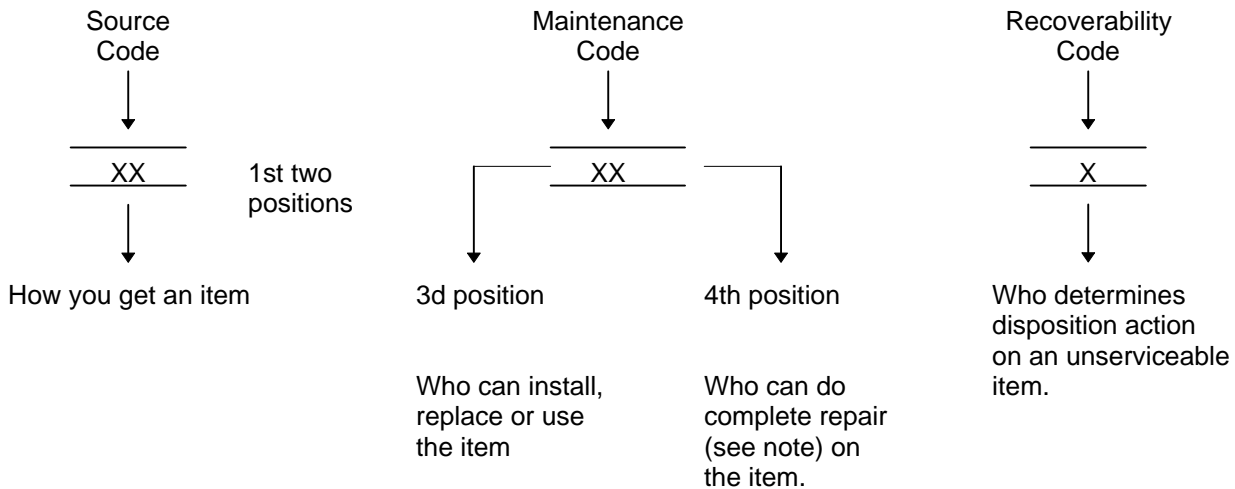 Source
Code
Maintenance
Code
Recoverability
Code
XX
1st two
positions
XX
X
How you get an item
3d position
4th position
Who determines
disposition action
on an unserviceable
item.
Who can install,
replace or use
the item
Who can do
complete repair
(see note) on
the item.